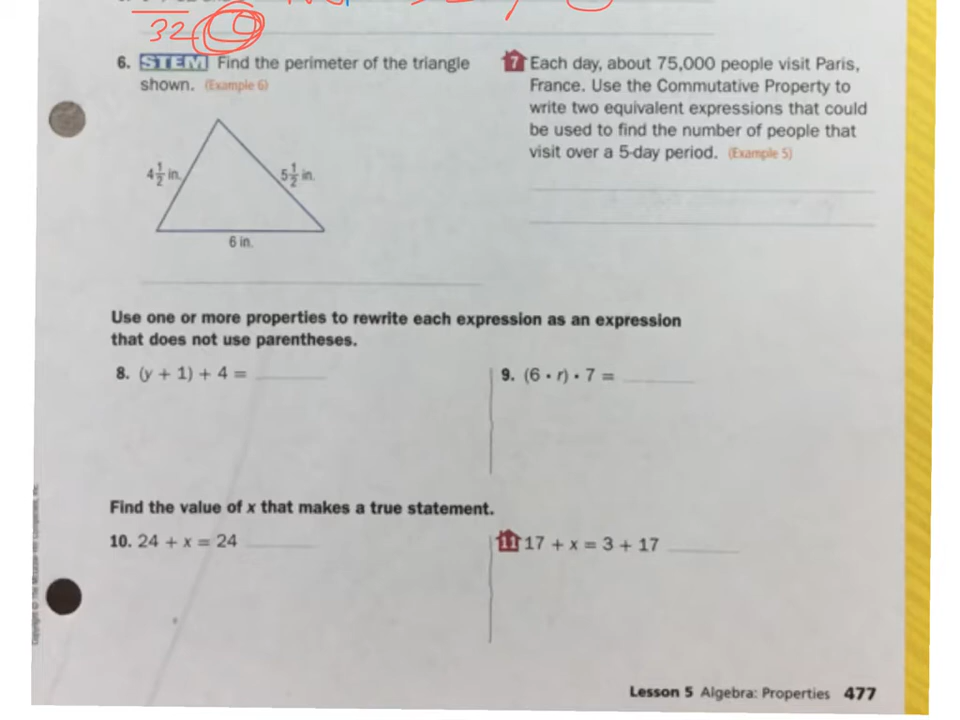 32
6. STEM Find the perimeter of the triangle
shown. (Example 6)
4 1/2 in.
5 1/2 in.
6 in.
7 Each day, about 75,000 people visit Paris,
France. Use the Commutative Property to
write two equivalent expressions that could
be used to find the number of people that
visit over a 5-day period. (Example 5)
Use one or more properties to rewrite each expression as an expression
that does not use parentheses.
8. (y + 1) + 4 =
9. (6 • r) • 7 =
Find the value of x that makes a true statement.
10. 24 + x = 24
11 17 + x = 3 + 17
Lesson 5 Algebra: Properties 477